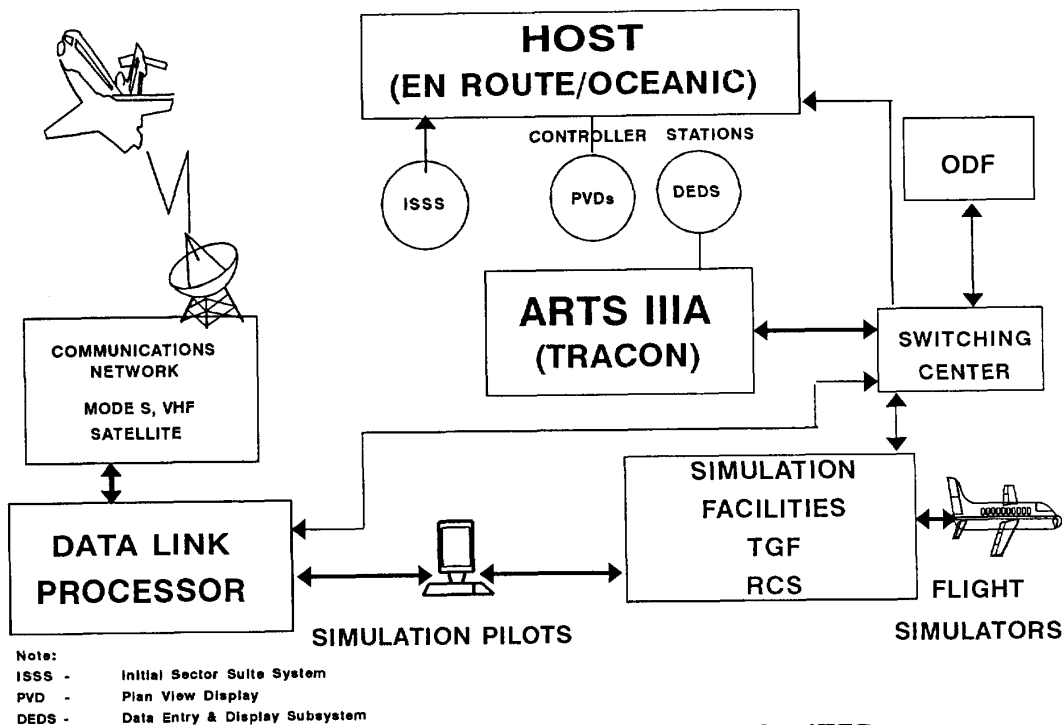 HOST
(EN ROUTE/OCEANIC)
CONTROLLER STATIONS
ISSS
PVDs
DEDS
ODF
ARTS IIIA
(TRACON)
SWITCHING
CENTER
COMMUNICATIONS
NETWORK
MODE S, VHF
SATELLITE
SIMULATION
FACILITIES
TGF
RCS
DATA LINK
PROCESSOR
SIMULATION PILOTS
FLIGHT
SIMULATORS
Note:
ISSS - Initial Sector Suite System
PVD - Plan View Display
DEDS - Data Entry & Display Subsystem